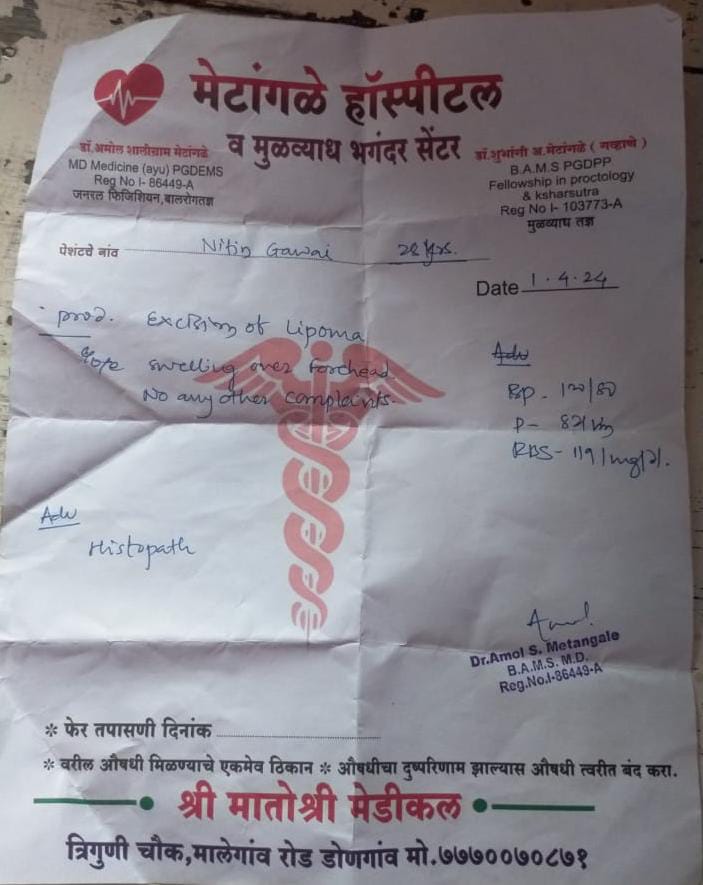 मेटांगळे हॉस्पीटल
व मुळव्याध भगंदर सेंटर
डॉ.अमोल शालीग्राम मेटांगळे
MD Medicine (ayu) PGDEMS
Reg No I- 86449-A
जनरल फिजिशियन,बालरोगतज्ञ
डॉ.शुभांगी अ.मेटांगळे ( गव्हाणे )
B.A.M.S PGDPP
Fellowship in proctology
& ksharsutra
Reg No I- 103773-A
मुळव्याध तज्ञ
पेशंटचे नांव Nitin Gawai 28 yrs.
Date 1.4.24
Excision of Lipoma
swelling over forehead
No any other complaints.
Adv
BP - 120/80
P-
RBS - 119/mg/
Adv
Histopath
Dr.Amol S. Metangale
B.A.M.S. M.D.
Reg.No.I-86449-A
* फेर तपासणी दिनांक
* वरील औषधी मिळण्याचे एकमेव ठिकान * औषधीचा दुष्परिणाम झाल्यास औषधी त्वरीत बंद करा.
श्री मातोश्री मेडीकल
त्रिगुणी चौक,मालेगांव रोड डोणगांव मो.७७७००७०८७१